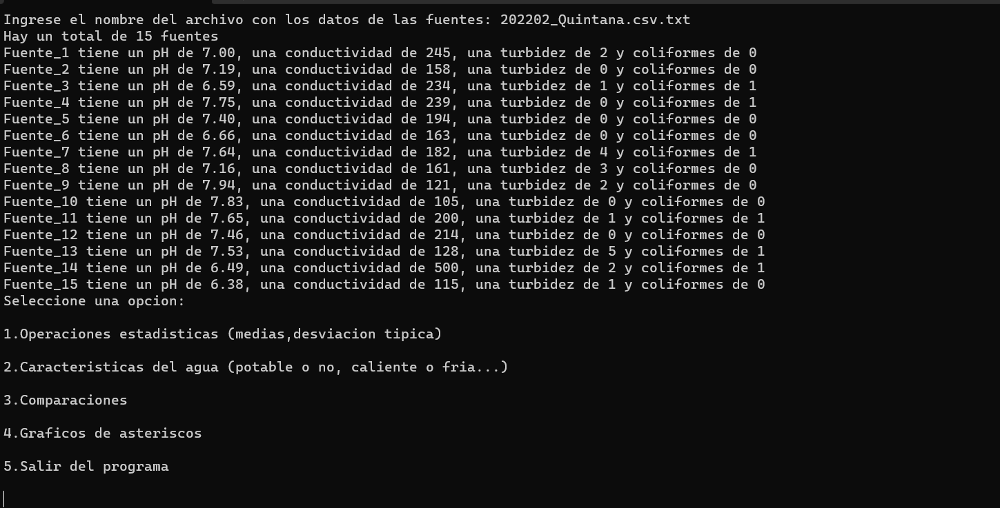 Ingrese el nombre del archivo con los datos de las fuentes: 202202_Quintana.csv.txt
Hay un total de 15 fuentes
Fuente_1 tiene un pH de 7.00, una conductividad de 245, una turbidez de 2 y coliformes de 0
Fuente_2 tiene un pH de 7.19, una conductividad de 158, una turbidez de 0 y coliformes de 0
Fuente_3 tiene un pH de 6.59, una conductividad de 234, una turbidez de 1 y coliformes de 1
Fuente_4 tiene un pH de 7.75, una conductividad de 239, una turbidez de 0 y coliformes de 1
Fuente_5 tiene un pH de 7.40, una conductividad de 194, una turbidez de 0 y coliformes de 0
Fuente_6 tiene un pH de 6.66, una conductividad de 163, una turbidez de 0 y coliformes de 0
Fuente_7 tiene un pH de 7.64, una conductividad de 182, una turbidez de 4 y coliformes de 1
Fuente_8 tiene un pH de 7.16, una conductividad de 161, una turbidez de 3 y coliformes de 0
Fuente_9 tiene un pH de 7.94, una conductividad de 121, una turbidez de 2 y coliformes de 0
Fuente_10 tiene un pH de 7.83, una conductividad de 105, una turbidez de 0 y coliformes de 0
Fuente_11 tiene un pH de 7.65, una conductividad de 200, una turbidez de 1 y coliformes de 1
Fuente_12 tiene un pH de 7.46, una conductividad de 214, una turbidez de 0 y coliformes de 0
Fuente_13 tiene un pH de 7.53, una conductividad de 128, una turbidez de 5 y coliformes de 1
Fuente_14 tiene un pH de 6.49, una conductividad de 500, una turbidez de 2 y coliformes de 1
Fuente_15 tiene un pH de 6.38, una conductividad de 115, una turbidez de 1 y coliformes de 0
Seleccione una opcion:
1.Operaciones estadisticas (medias,desviacion tipica)
2.Caracteristicas del agua (potable o no, caliente o fria...)
3.Comparaciones
4.Graficos de asteriscos
5.Salir del programa